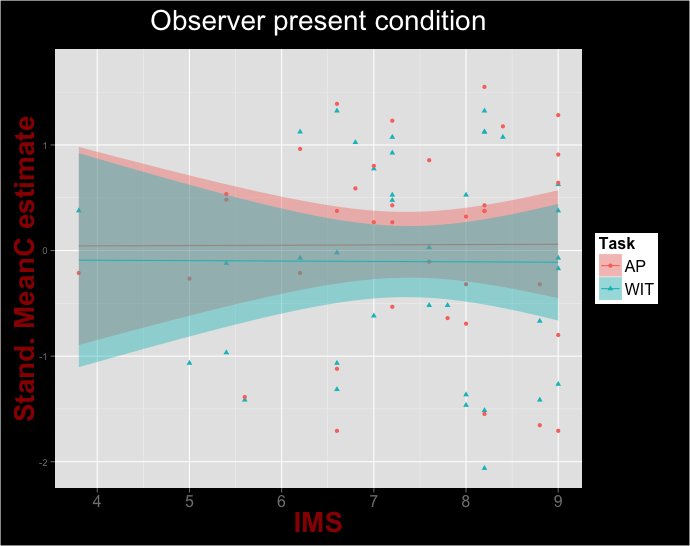 Observer present condition
Stand. MeanC estimate
1
0
-1
-2
4 5 6 7 8 9
IMS
Task
AP
WIT